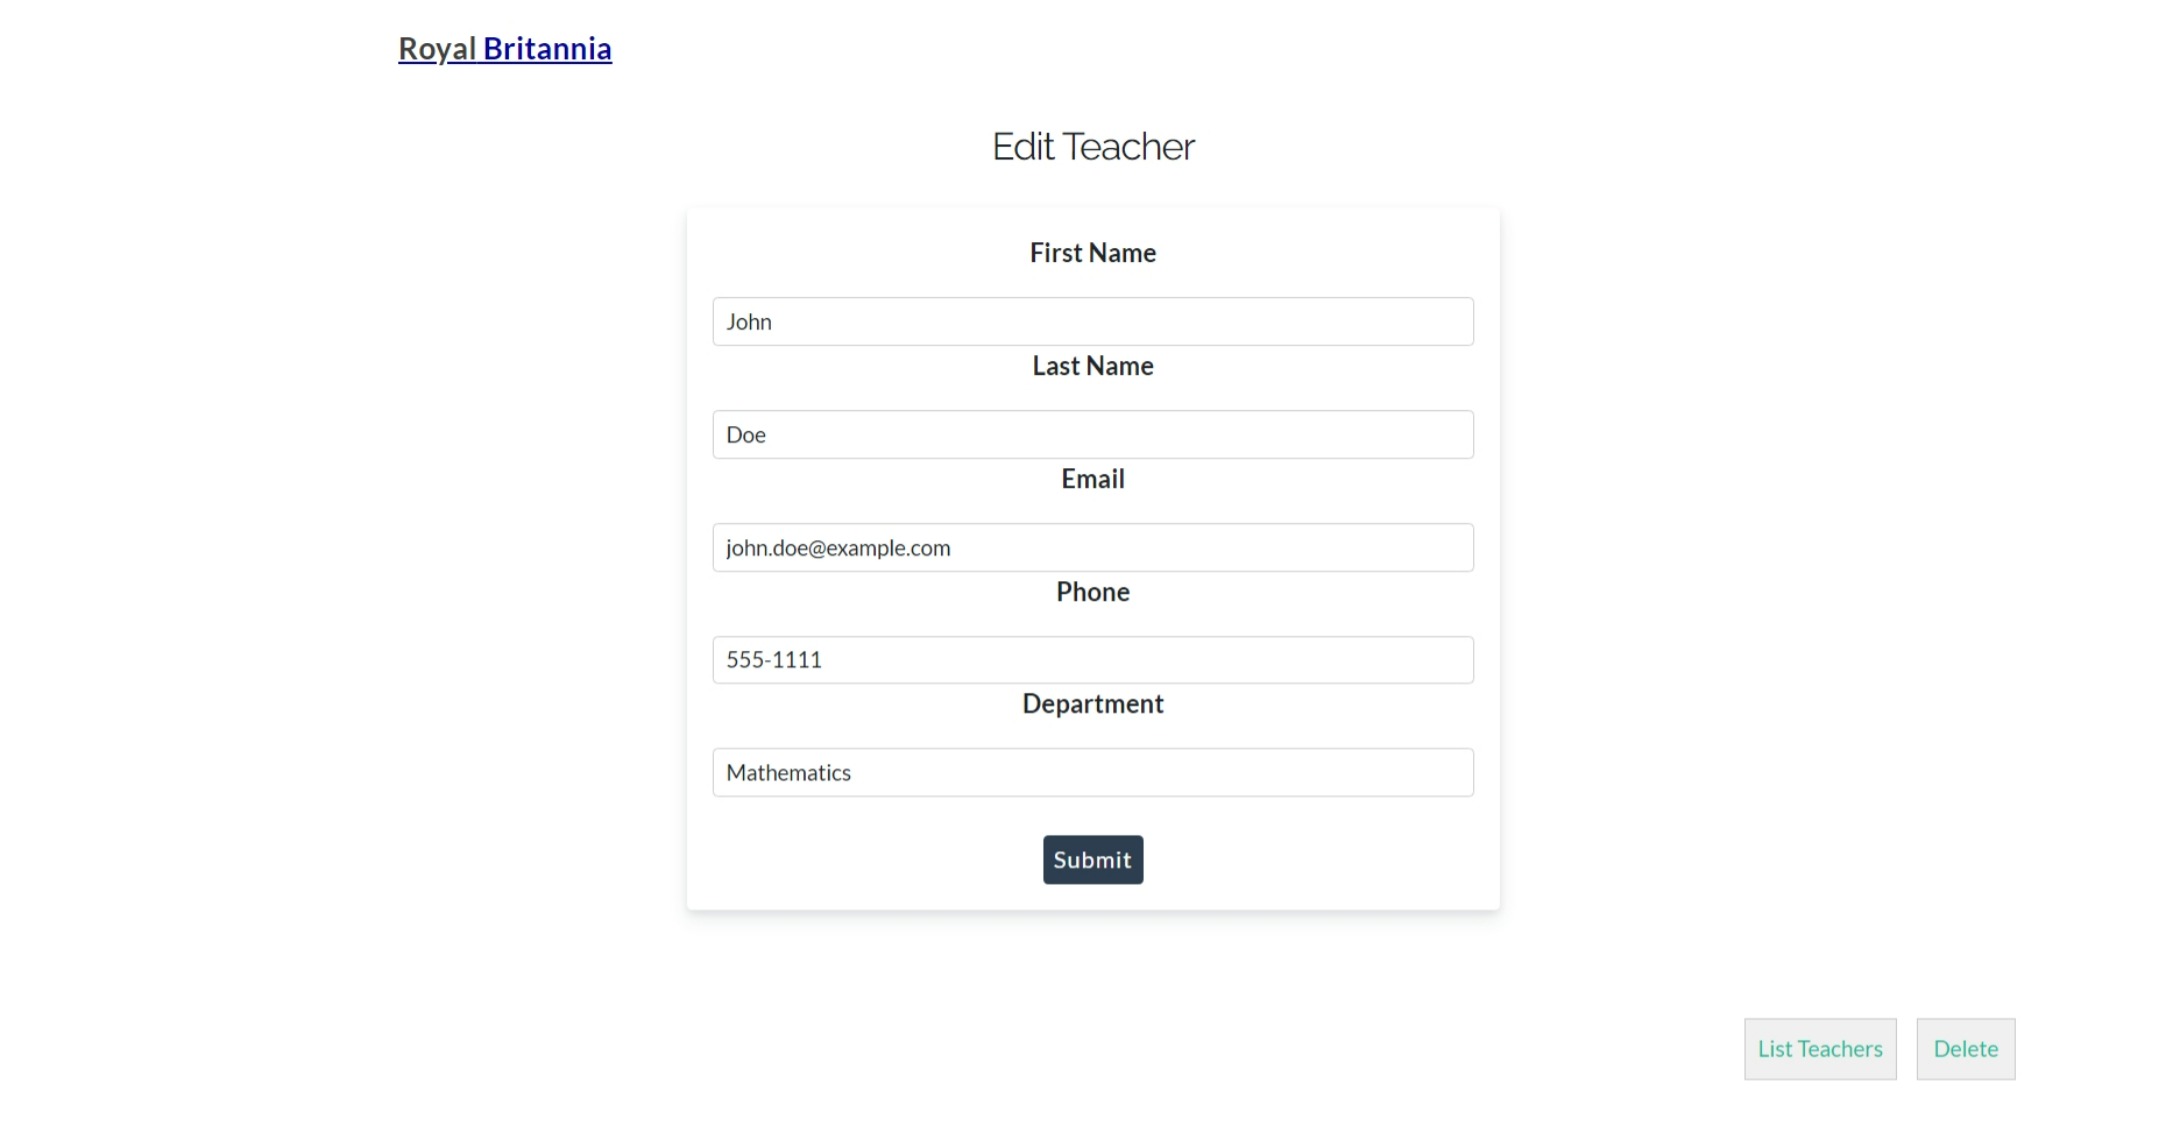 Royal Britannia
Edit Teacher
First Name
John
Last Name
Doe
Email
john.doe@example.com
Phone
555-1111
Department
Mathematics
Submit
List Teachers
Delete